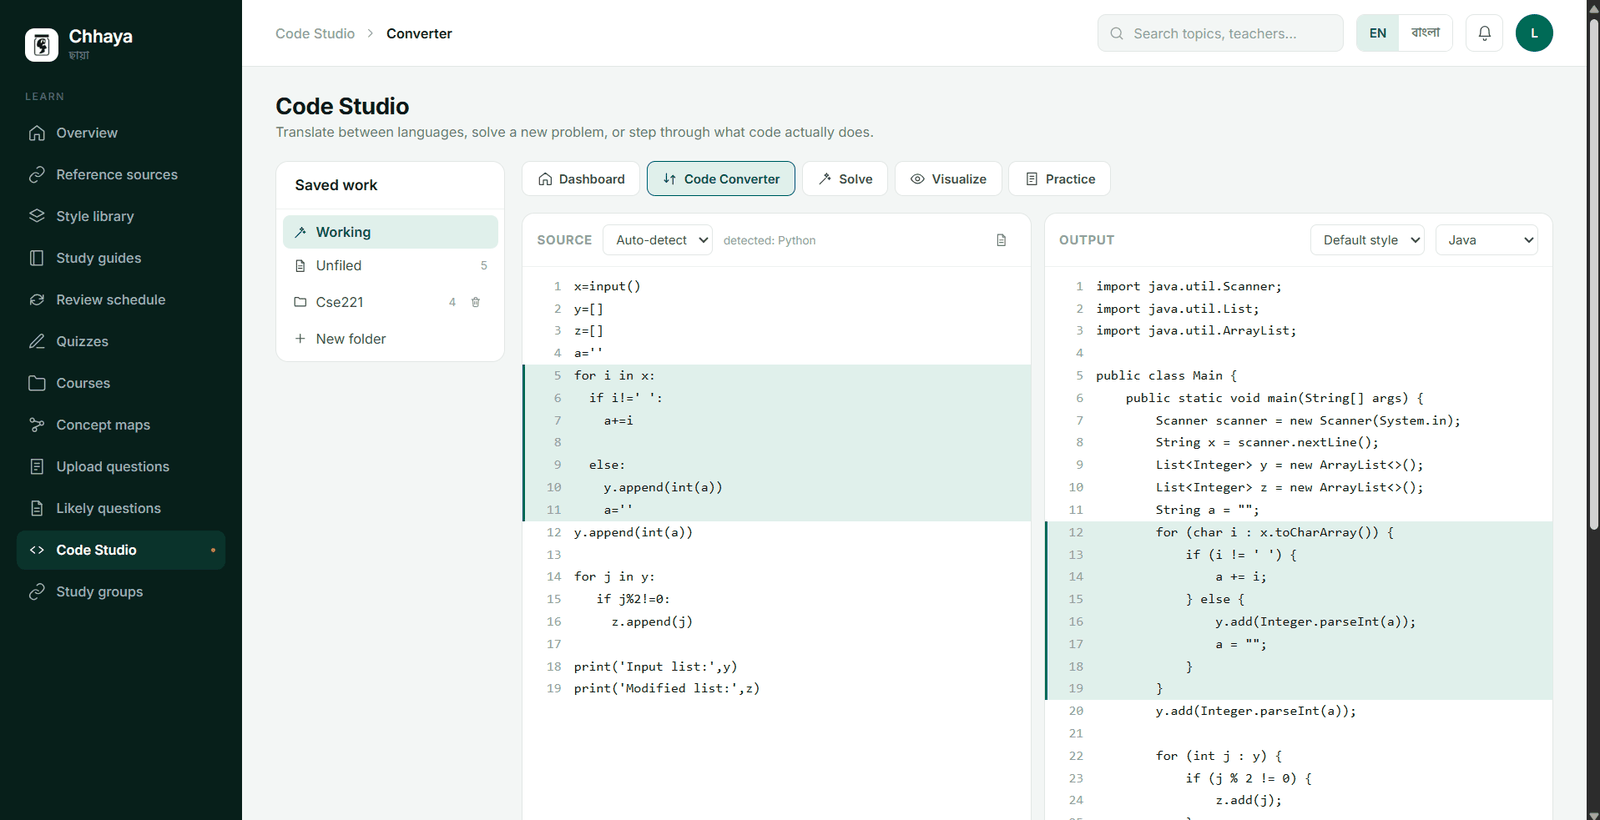 Chhaya
ছায়া
LEARN
Overview
Reference sources
Style library
Study guides
Review schedule
Quizzes
Courses
Concept maps
Upload questions
Likely questions
Code Studio
Study groups
Code Studio > Converter
Search topics, teachers...
EN বাংলা
L
Code Studio
Translate between languages, solve a new problem, or step through what code actually does.
Saved work
Working
Unfiled 5
Cse221 4
+ New folder
Dashboard Code Converter Solve Visualize Practice
SOURCE Auto-detect detected: Python
1 x=input()
2 y=[]
3 z=[]
4 a=''
5 for i in x:
6   if i!=' ':
7     a+=i
8
9   else:
10     y.append(int(a))
11     a=''
12 y.append(int(a))
13
14 for j in y:
15    if j%2!=0:
16      z.append(j)
17
18 print('Input list:',y)
19 print('Modified list:',z)
OUTPUT Default style Java
1 import java.util.Scanner;
2 import java.util.List;
3 import java.util.ArrayList;
4
5 public class Main {
6     public static void main(String[] args) {
7         Scanner scanner = new Scanner(System.in);
8         String x = scanner.nextLine();
9         List<Integer> y = new ArrayList<>();
10         List<Integer> z = new ArrayList<>();
11         String a = "";
12         for (char i : x.toCharArray()) {
13             if (i != ' ') {
14                 a += i;
15             } else {
16                 y.add(Integer.parseInt(a));
17                 a = "";
18             }
19         }
20         y.add(Integer.parseInt(a));
21
22         for (int j : y) {
23             if (j % 2 != 0) {
24                 z.add(j);